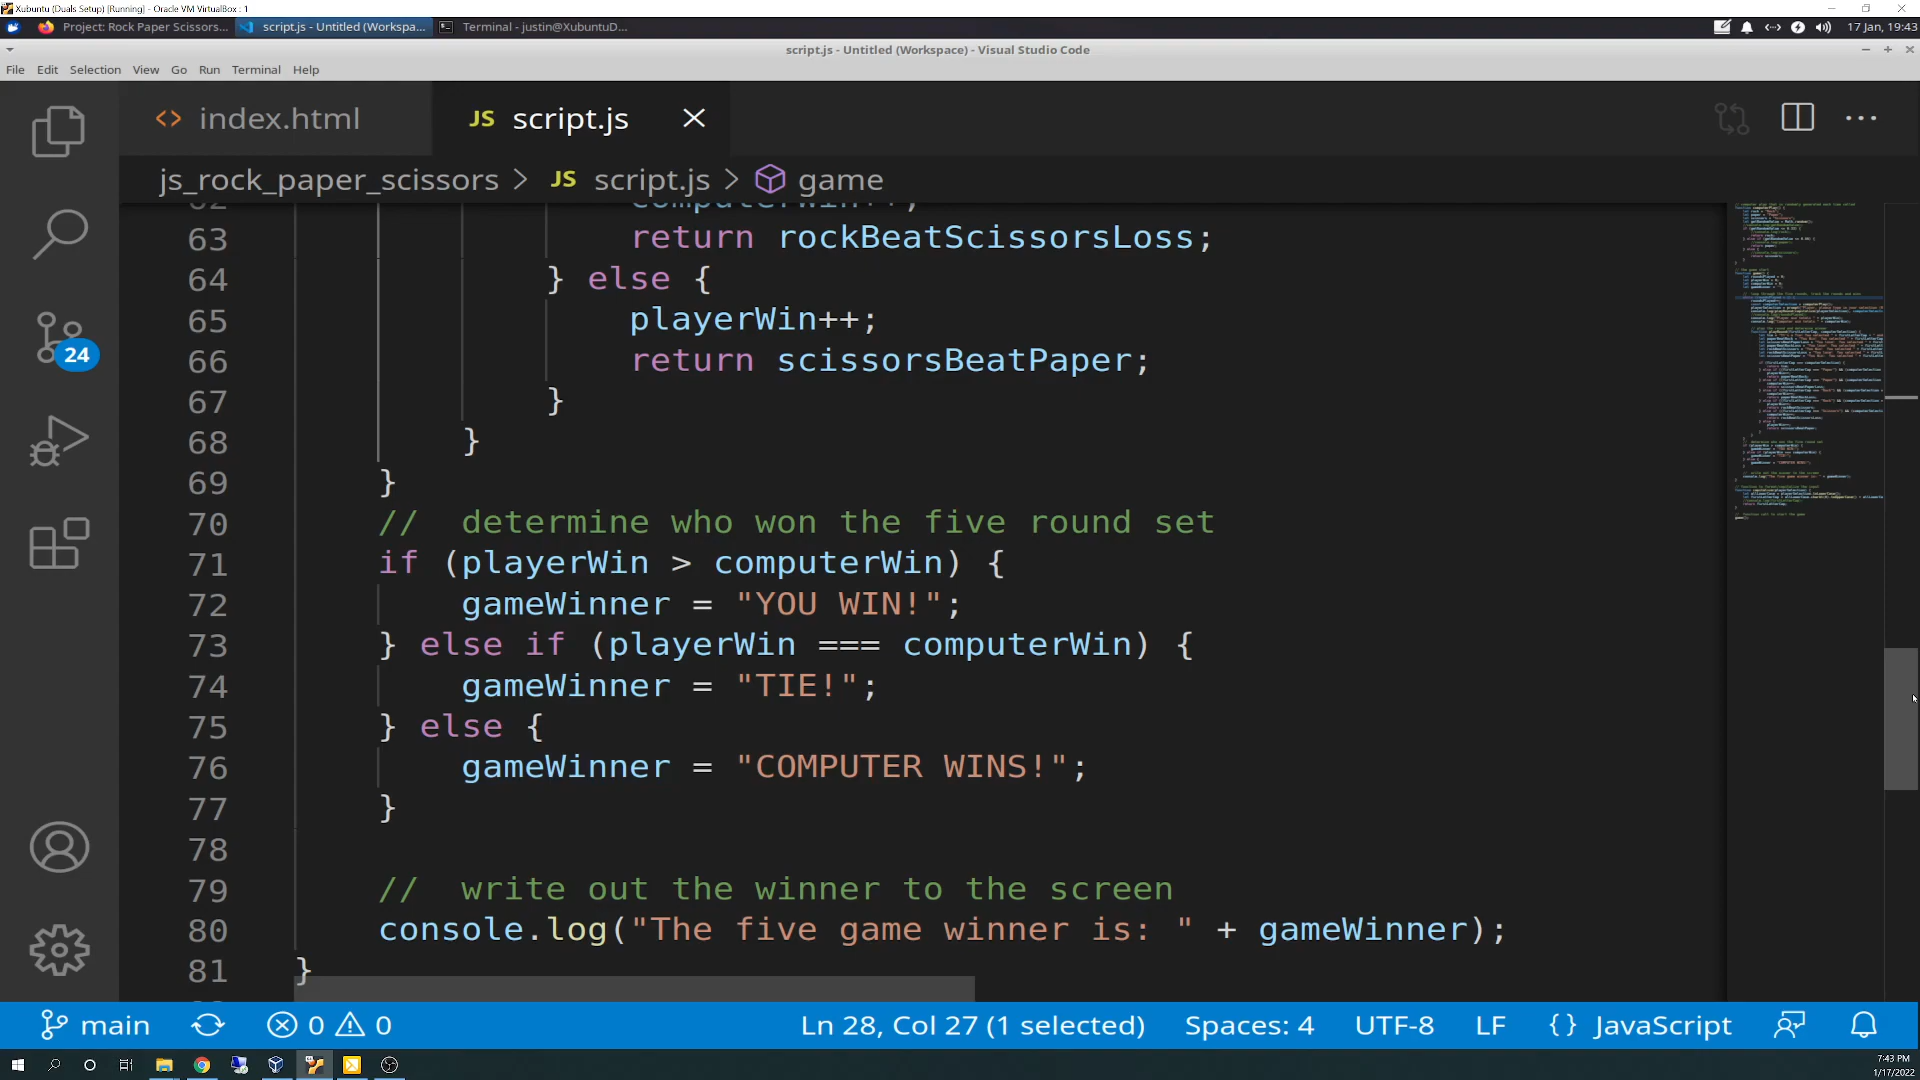 Xubuntu (Duals Setup) [Running] - Oracle VM VirtualBox : 1
Project: Rock Paper Scissors...
script.js - Untitled (Workspa...
Terminal - justin@XubuntuD...
17 Jan, 19:43
script.js - Untitled (Workspace) - Visual Studio Code
File Edit Selection View Go Run Terminal Help
<> index.html
JS script.js
js_rock_paper_scissors > JS script.js > game
62 computerWin++;
63 return rockBeatScissorsLoss;
64 } else {
65 playerWin++;
66 return scissorsBeatPaper;
67 }
68 }
69 }
70 //  determine who won the five round set
71 if (playerWin > computerWin) {
72 gameWinner = "YOU WIN!";
73 } else if (playerWin === computerWin) {
74 gameWinner = "TIE!";
75 } else {
76 gameWinner = "COMPUTER WINS!";
77 }
78
79 //  write out the winner to the screen
80 console.log("The five game winner is: " + gameWinner);
81 }
24
main 0 0 Ln 28, Col 27 (1 selected) Spaces: 4 UTF-8 LF {} JavaScript
7:43 PM
1/17/2022